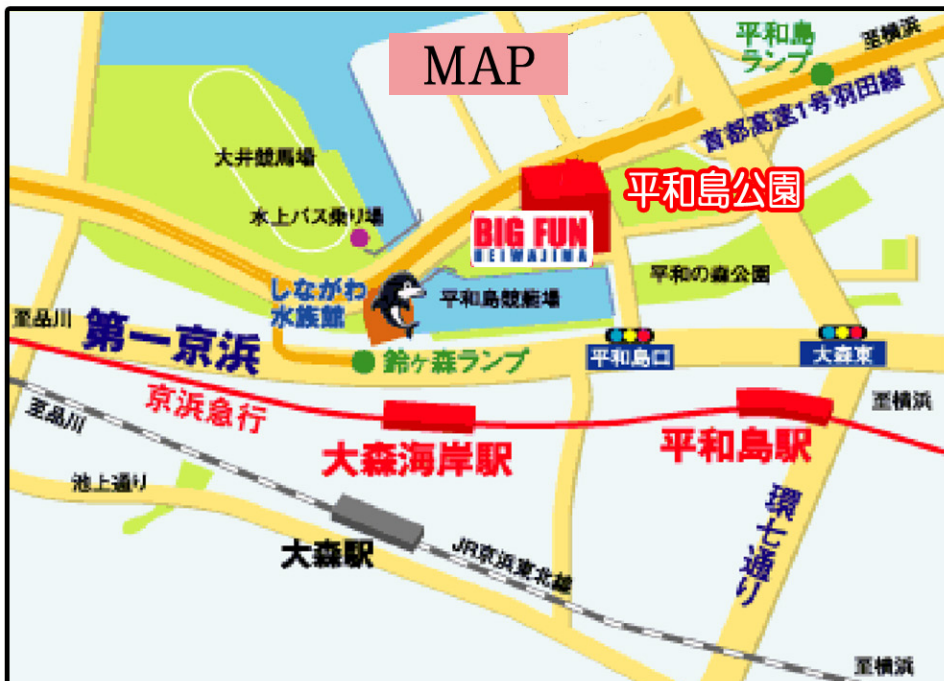 MAP
平和島
ランプ
至横浜
首都高速1号羽田線
大井競馬場
水上バス乗り場
平和島公園
BIG FUN
HEIWAJIMA
しながわ
水族館
平和島競艇場
平和の森公園
至品川
第一京浜
鈴ヶ森ランプ
平和島口
大森東
京浜急行
至横浜
至品川
大森海岸駅
平和島駅
池上通り
大森駅
JR京浜東北線
環七通り
至横浜